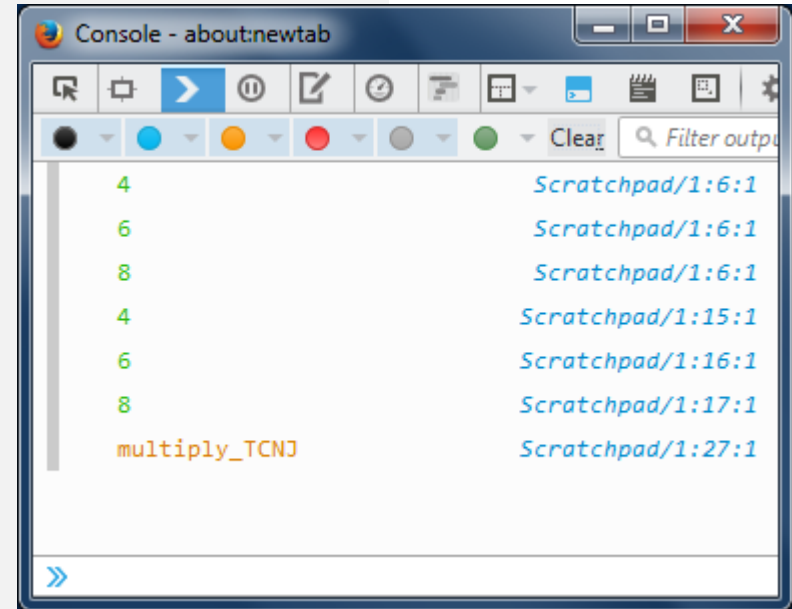 Console - about:newtab
Clear Filter outpu
4 Scratchpad/1:6:1
6 Scratchpad/1:6:1
8 Scratchpad/1:6:1
4 Scratchpad/1:15:1
6 Scratchpad/1:16:1
8 Scratchpad/1:17:1
multiply_TCNJ Scratchpad/1:27:1
»